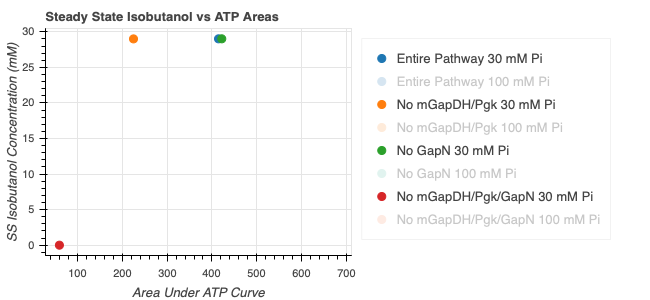 Steady State Isobutanol vs ATP Areas
SS Isobutanol Concentration (mM)
30
25
20
15
10
5
0
100 200 300 400 500 600 700
Area Under ATP Curve
Entire Pathway 30 mM Pi
Entire Pathway 100 mM Pi
No mGapDH/Pgk 30 mM Pi
No mGapDH/Pgk 100 mM Pi
No GapN 30 mM Pi
No GapN 100 mM Pi
No mGapDH/Pgk/GapN 30 mM Pi
No mGapDH/Pgk/GapN 100 mM Pi